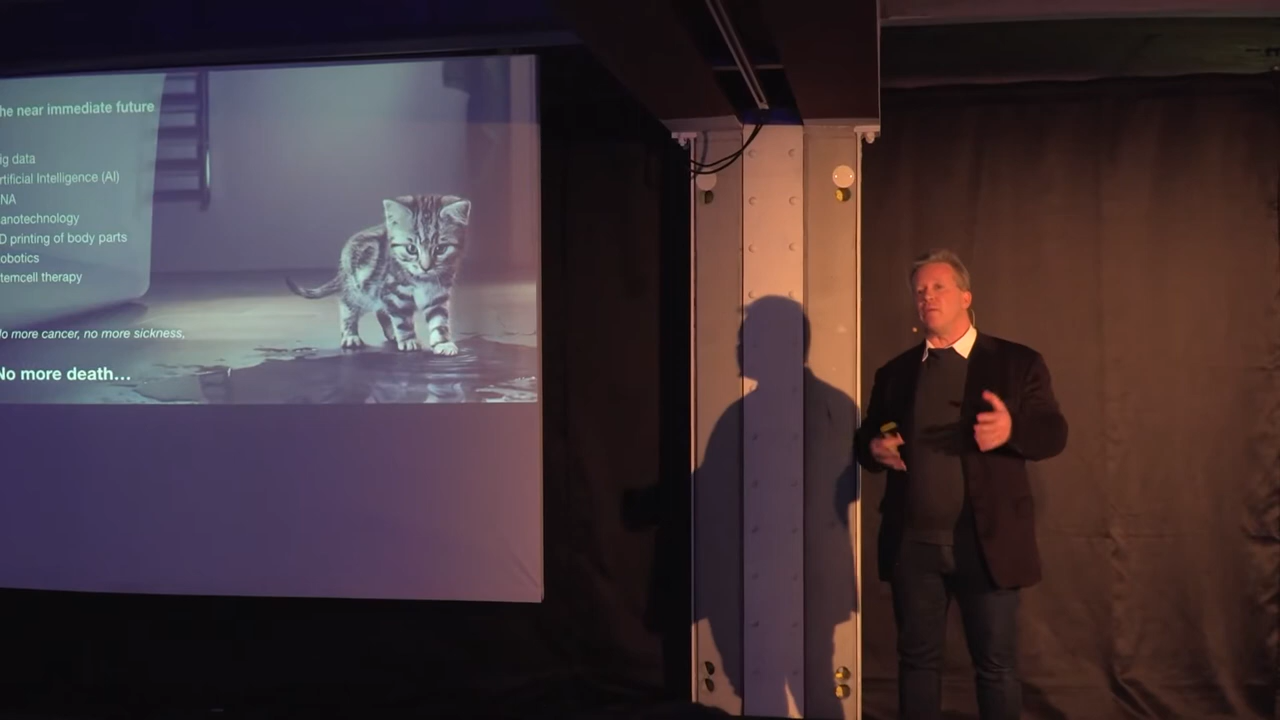 he near immediate future
ig data
rtificial Intelligence (AI)
NA
anotechnology
D printing of body parts
obotics
temcell therapy
lo more cancer, no more sickness,
No more death...